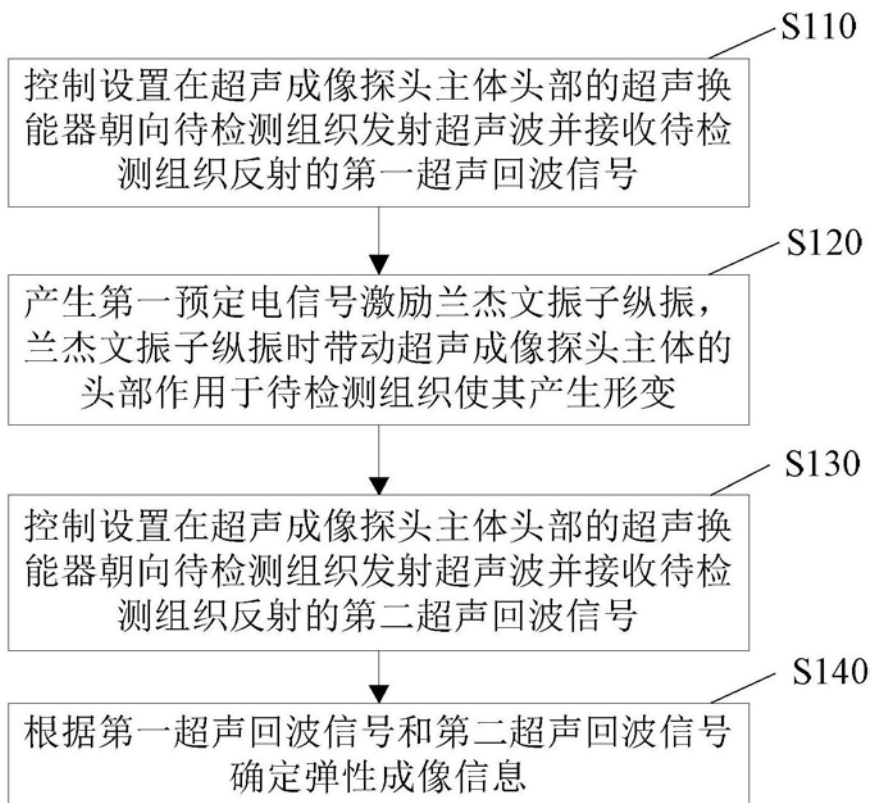 S110
控制设置在超声成像探头主体头部的超声换
能器朝向待检测组织发射超声波并接收待检
测组织反射的第一超声回波信号
S120
产生第一预定电信号激励兰杰文振子纵振，
兰杰文振子纵振时带动超声成像探头主体的
头部作用于待检测组织使其产生形变
S130
控制设置在超声成像探头主体头部的超声换
能器朝向待检测组织发射超声波并接收待检
测组织反射的第二超声回波信号
S140
根据第一超声回波信号和第二超声回波信号
确定弹性成像信息